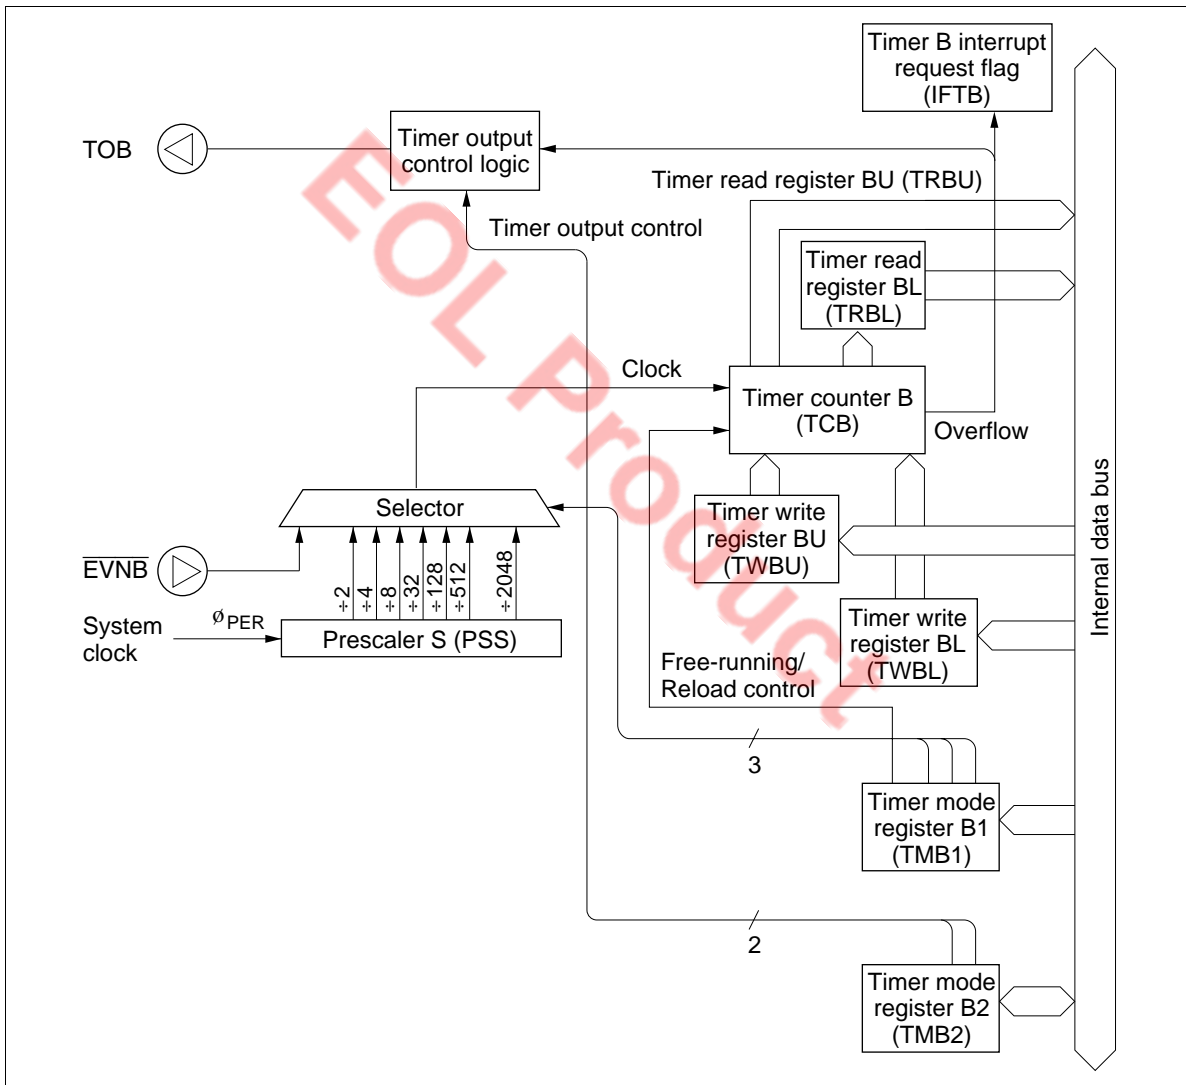 Timer B interrupt
request flag
(IFTB)
TOB
Timer output
control logic
Timer read register BU (TRBU)
Timer output control
Timer read
register BL
(TRBL)
Clock
Timer counter B
(TCB)
Overflow
Selector
Timer write
register BU
(TWBU)
EVNB
÷2
÷4
÷8
÷32
÷128
÷512
÷2048
System
clock
øPER
Prescaler S (PSS)
Timer write
register BL
(TWBL)
Free-running/
Reload control
3
Timer mode
register B1
(TMB1)
2
Timer mode
register B2
(TMB2)
Internal data bus
EOL Product